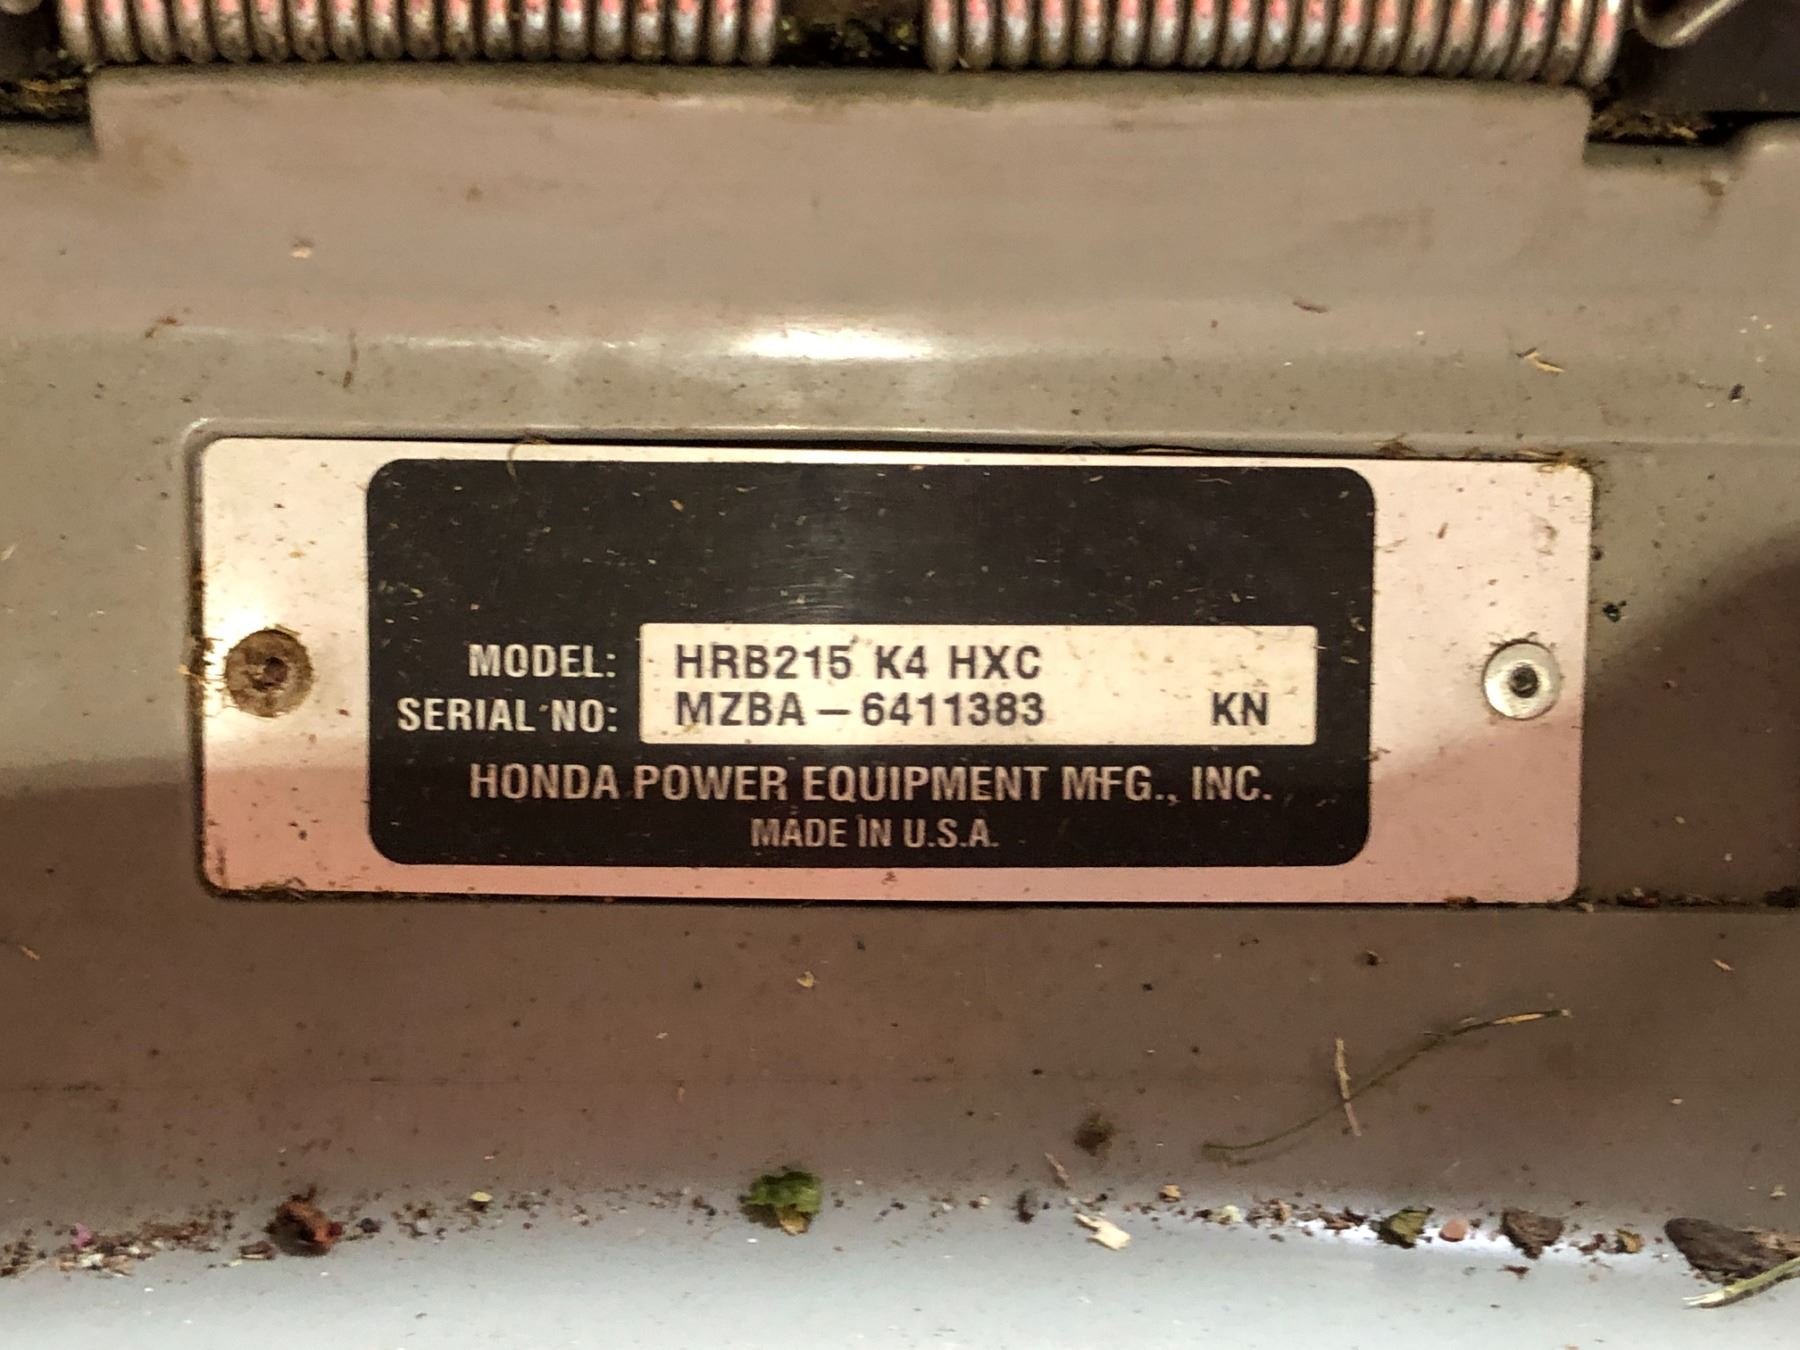 MODEL: HRB215 K4 HXC
SERIAL NO: MZBA-6411383 KN
HONDA POWER EQUIPMENT MFG., INC.
MADE IN U.S.A.